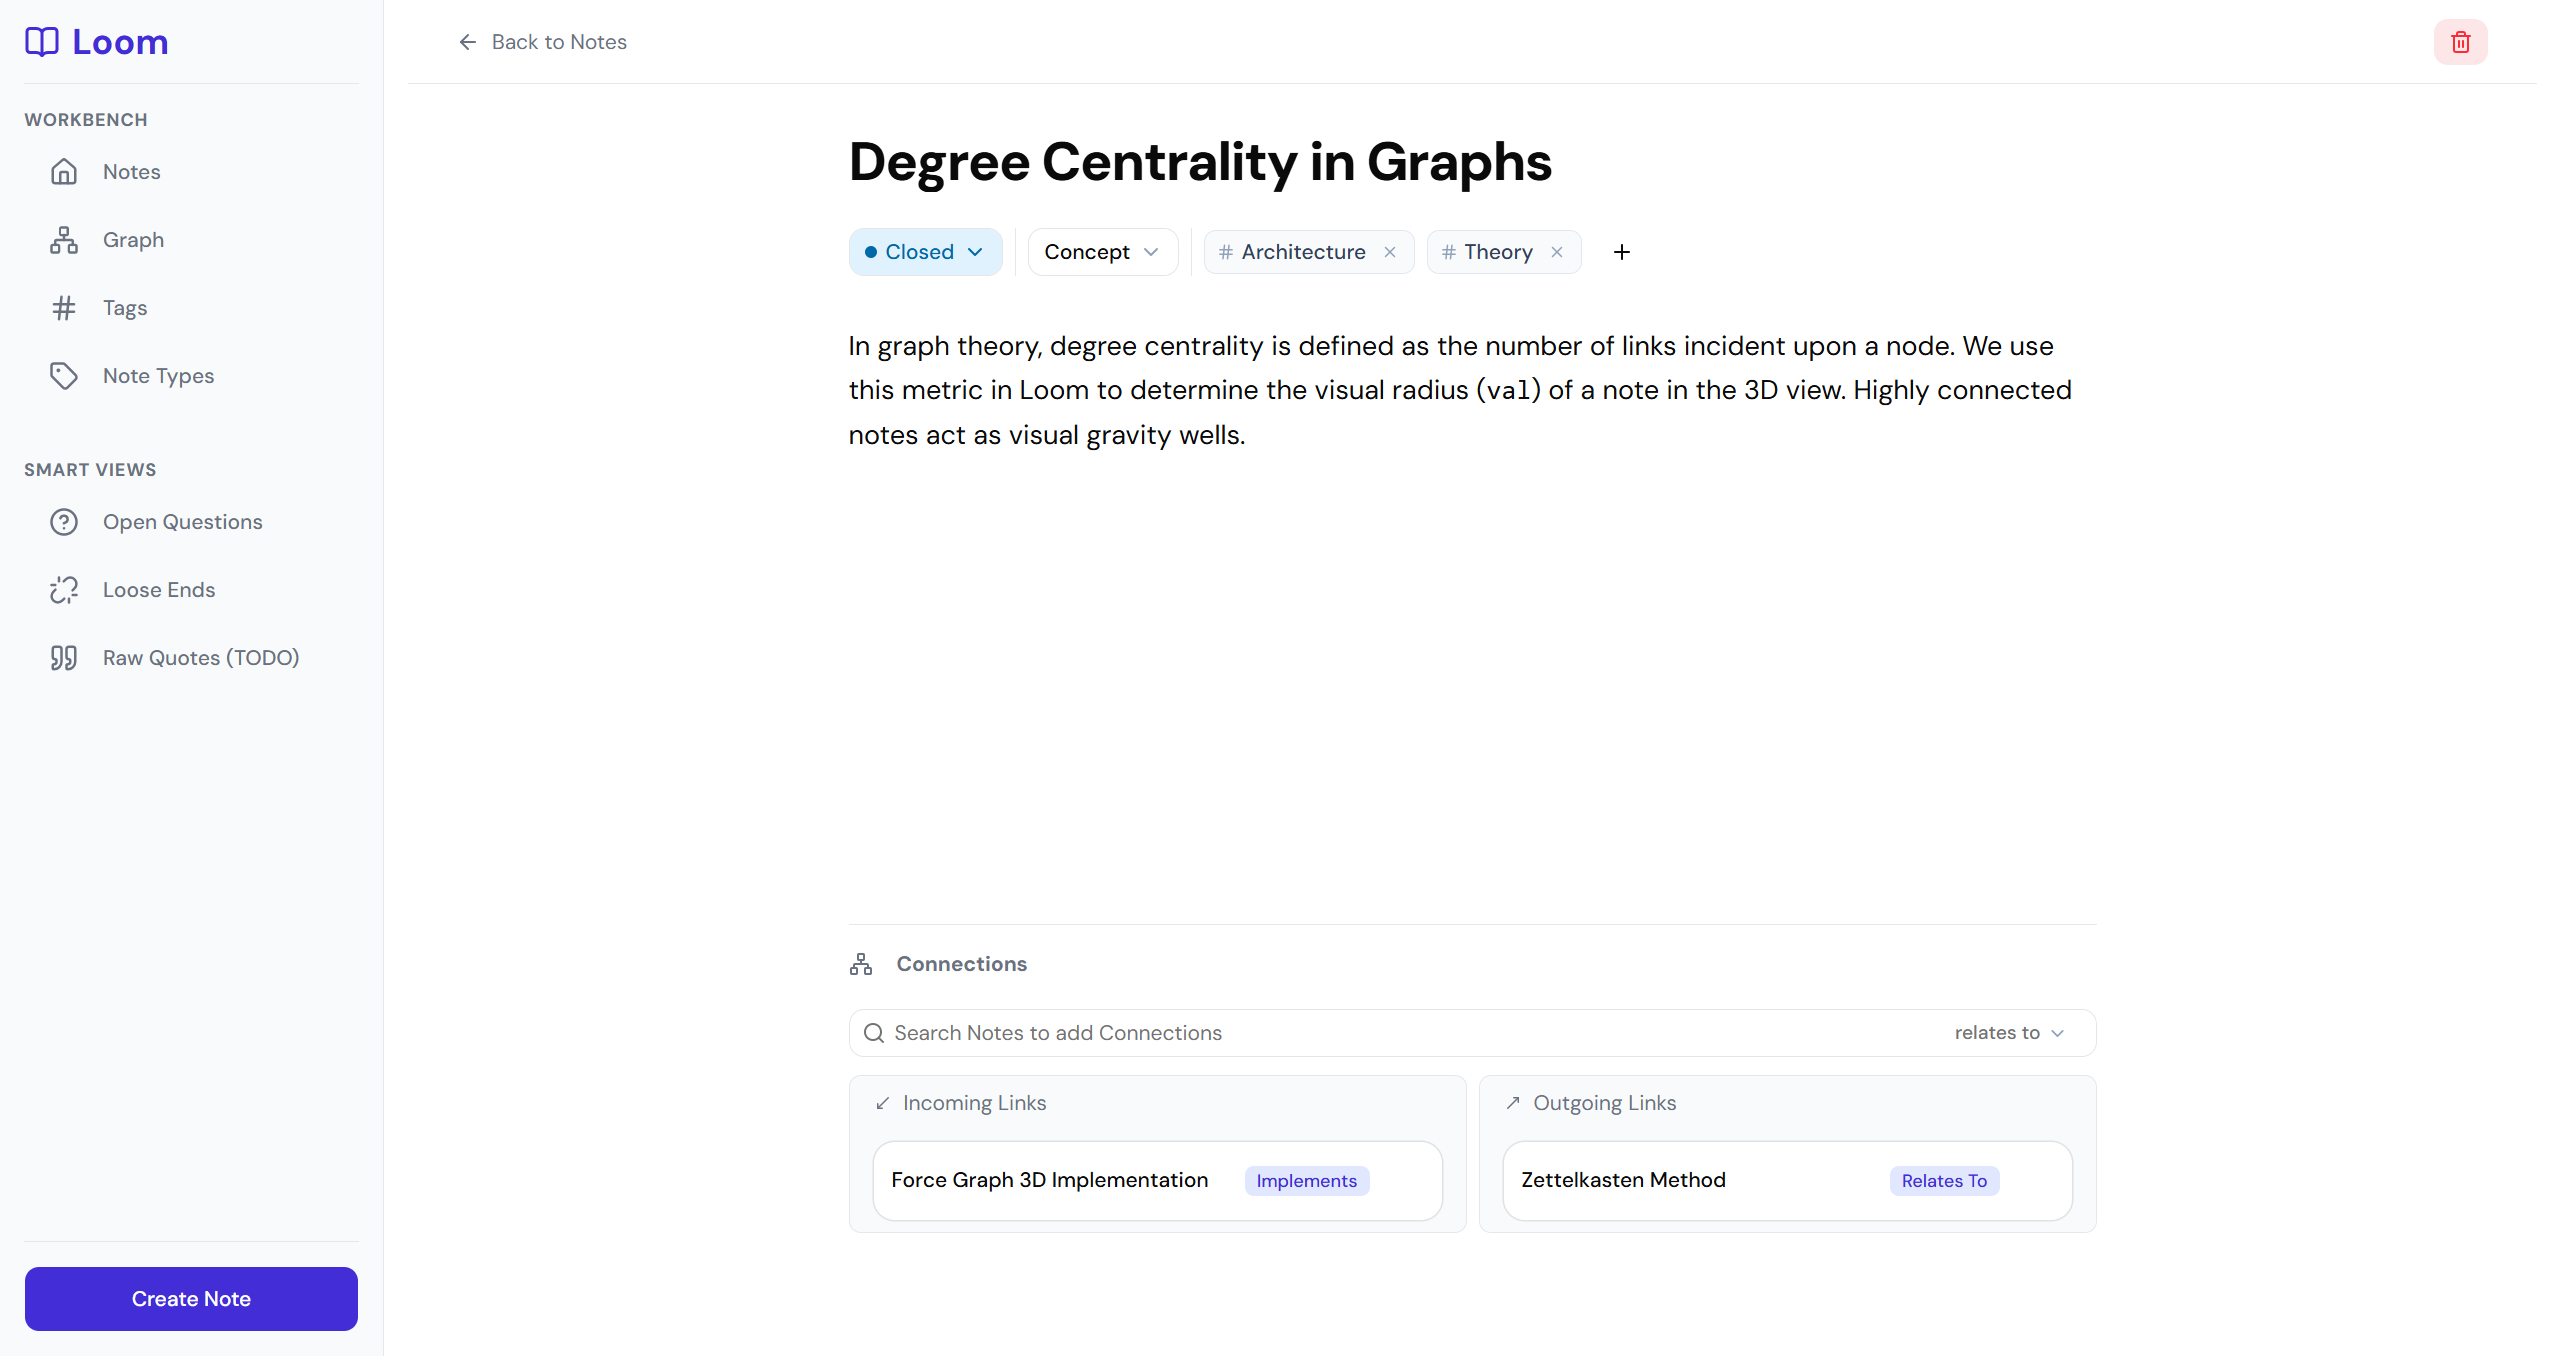 Loom
WORKBENCH
Notes
Graph
Tags
Note Types
SMART VIEWS
Open Questions
Loose Ends
Raw Quotes (TODO)
Create Note
Back to Notes
Degree Centrality in Graphs
Closed
Concept
# Architecture ×
# Theory ×
+
In graph theory, degree centrality is defined as the number of links incident upon a node. We use
this metric in Loom to determine the visual radius (val) of a note in the 3D view. Highly connected
notes act as visual gravity wells.
Connections
Search Notes to add Connections
relates to
Incoming Links
Force Graph 3D Implementation
Implements
Outgoing Links
Zettelkasten Method
Relates To